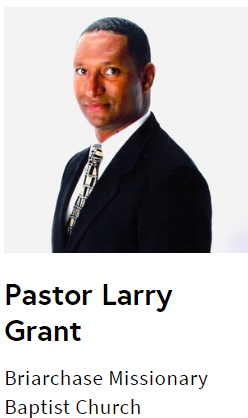 Pastor Larry
Grant
Briarchase Missionary
Baptist Church